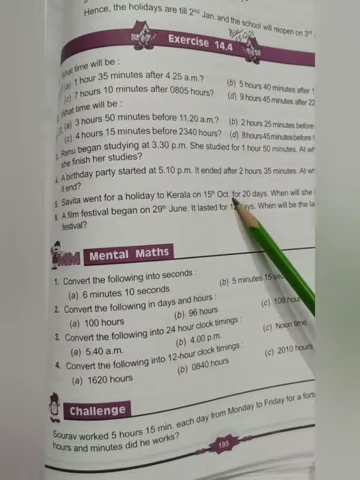 Hence, the holidays are till 2nd Jan. and the school will reopen on 3rd
Exercise 14.4
What time will be :
(a) 1 hour 35 minutes after 4.25 a.m.? (b) 5 hours 40 minutes after 1
(c) 7 hours 10 minutes after 0805 hours? (d) 9 hours 45 minutes after 22
What time will be :
(a) 3 hours 50 minutes before 11.20 a.m.? (b) 2 hours 25 minutes before
(c) 4 hours 15 minutes before 2340 hours? (d) 8 hours 45 minutes before
Renu began studying at 3.30 p.m. She studied for 1 hour 50 minutes. At
she finish her studies?
4. A birthday party started at 5.10 p.m. It ended after 2 hours 35 minutes. At
it end?
5. Savita went for a holiday to Kerala on 15th Oct. for 20 days. When will she
6. A film festival began on 29th June. It lasted for 12 days. When will be the
festival?
MM Mental Maths
1. Convert the following into seconds :
(a) 6 minutes 10 seconds (b) 5 minutes 15
2. Convert the following in days and hours :
(a) 100 hours (b) 96 hours (c) 108
3. Convert the following into 24 hour clock timings :
(a) 5.40 a.m. (b) 4.00 p.m. (c) Noon time
4. Convert the following into 12-hour clock timings :
(a) 1620 hours (b) 0840 hours (c) 2010 hours
Challenge
Sourav worked 5 hours 15 min. each day from Monday to Friday for a
hours and minutes did he works?
195